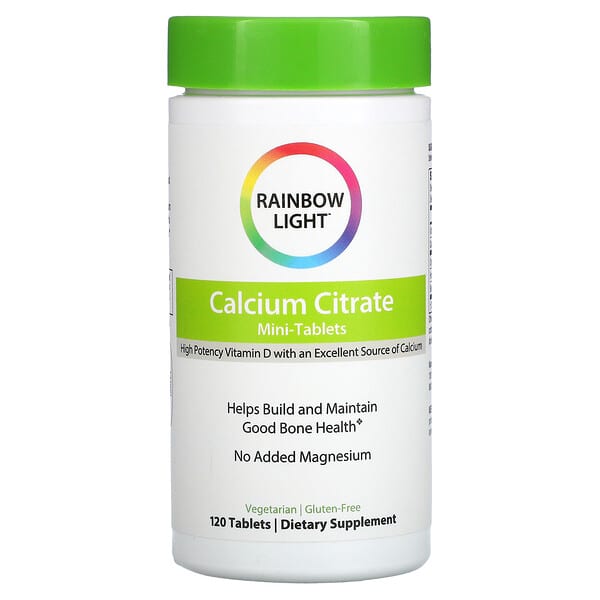 RAINBOW
LIGHT™
Calcium Citrate
Mini-Tablets
High Potency Vitamin D with an Excellent Source of Calcium
Helps Build and Maintain
Good Bone Health❖
No Added Magnesium
Vegetarian | Gluten-Free
120 Tablets | Dietary Supplement